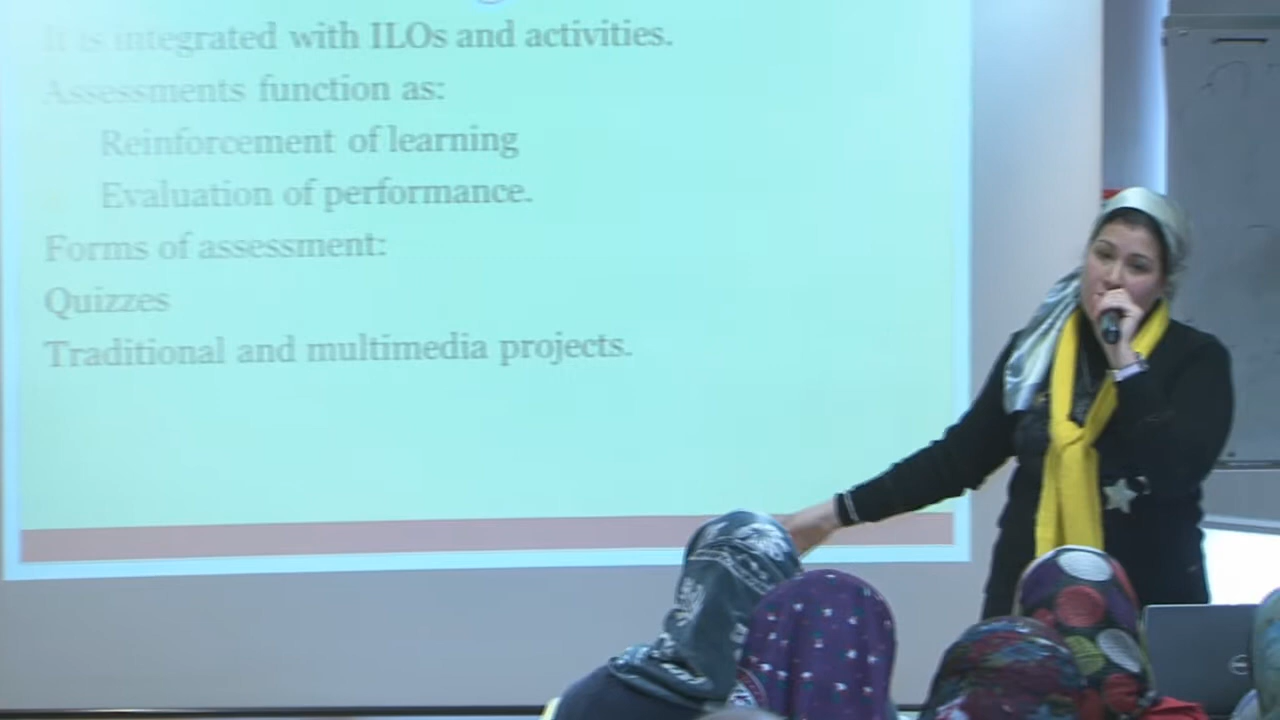 It is integrated with ILOs and activities.
Assessments function as:
Reinforcement of learning
Evaluation of performance.
Forms of assessment:
Quizzes
Traditional and multimedia projects.